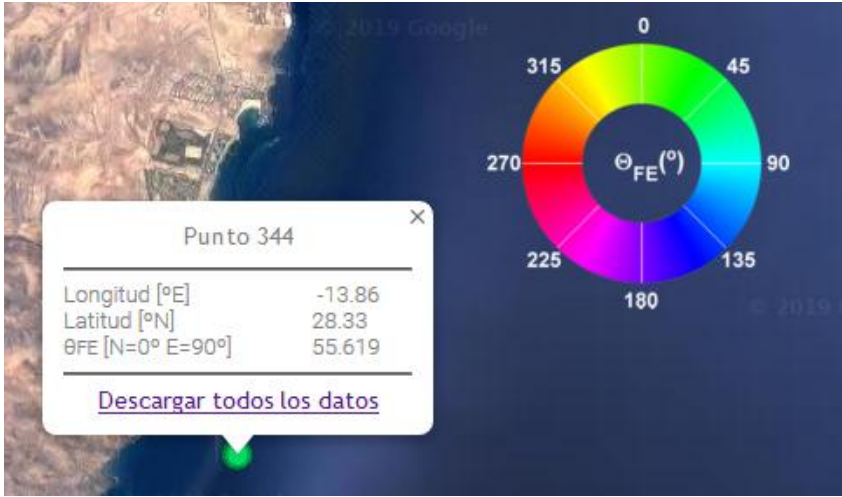 © 2019 Google
0
315
45
270
Θ_FE(º)
90
225
135
180
© 2019
×
Punto 344
Longitud [ºE] -13.86
Latitud [ºN] 28.33
θFE [N=0º E=90º] 55.619
Descargar todos los datos